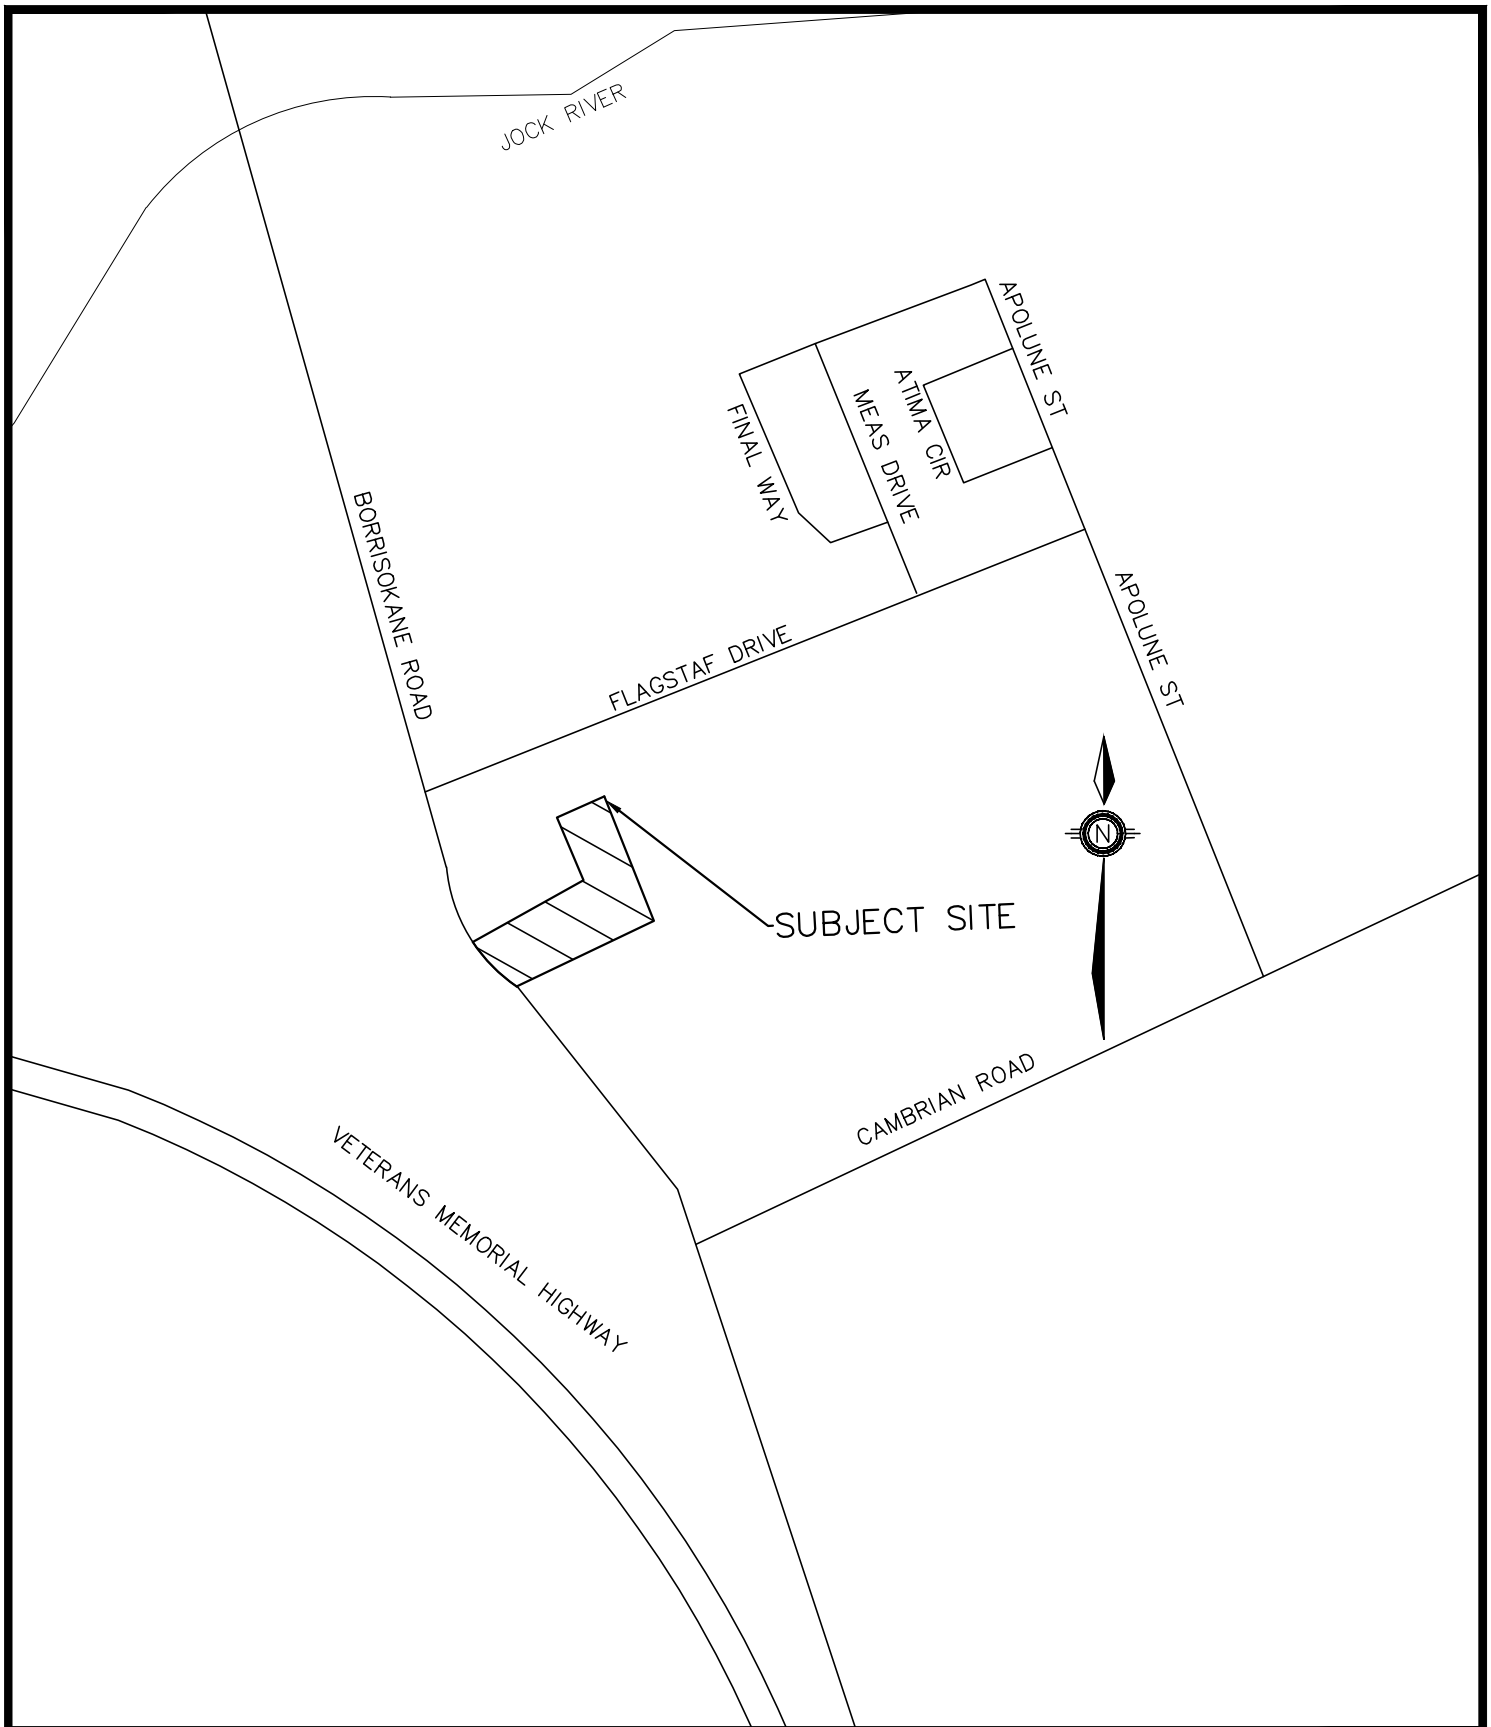 JOCK RIVER
APOLUNE ST
ATIMA CIR
MEAS DRIVE
FINAL WAY
BORRISOKANE ROAD
APOLUNE ST
FLAGSTAF DRIVE
N
SUBJECT SITE
CAMBRIAN ROAD
VETERANS MEMORIAL HIGHWAY